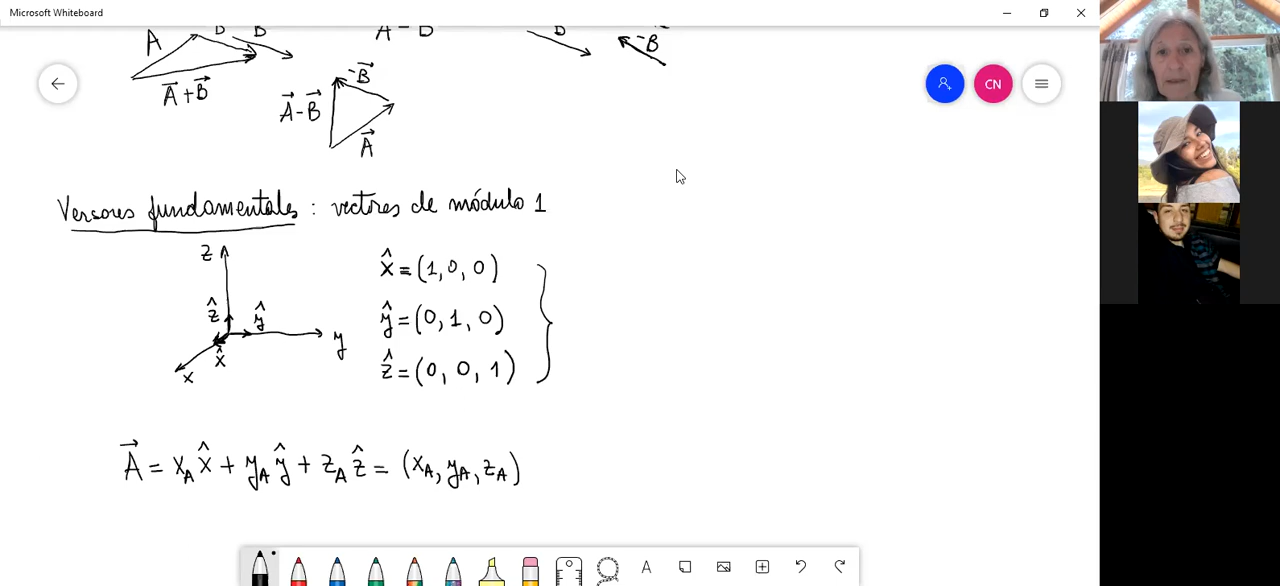 Microsoft Whiteboard
A B B A - B B -B
A + B
-B
A - B
A
CN
Versores fundamentales : vectores de módulo 1
z x̂ = (1, 0, 0)
ẑ ŷ ŷ = (0, 1, 0)
x̂ y
x ẑ = (0, 0, 1)
A⃗ = x_A x̂ + y_A ŷ + z_A ẑ = (x_A, y_A, z_A)
A